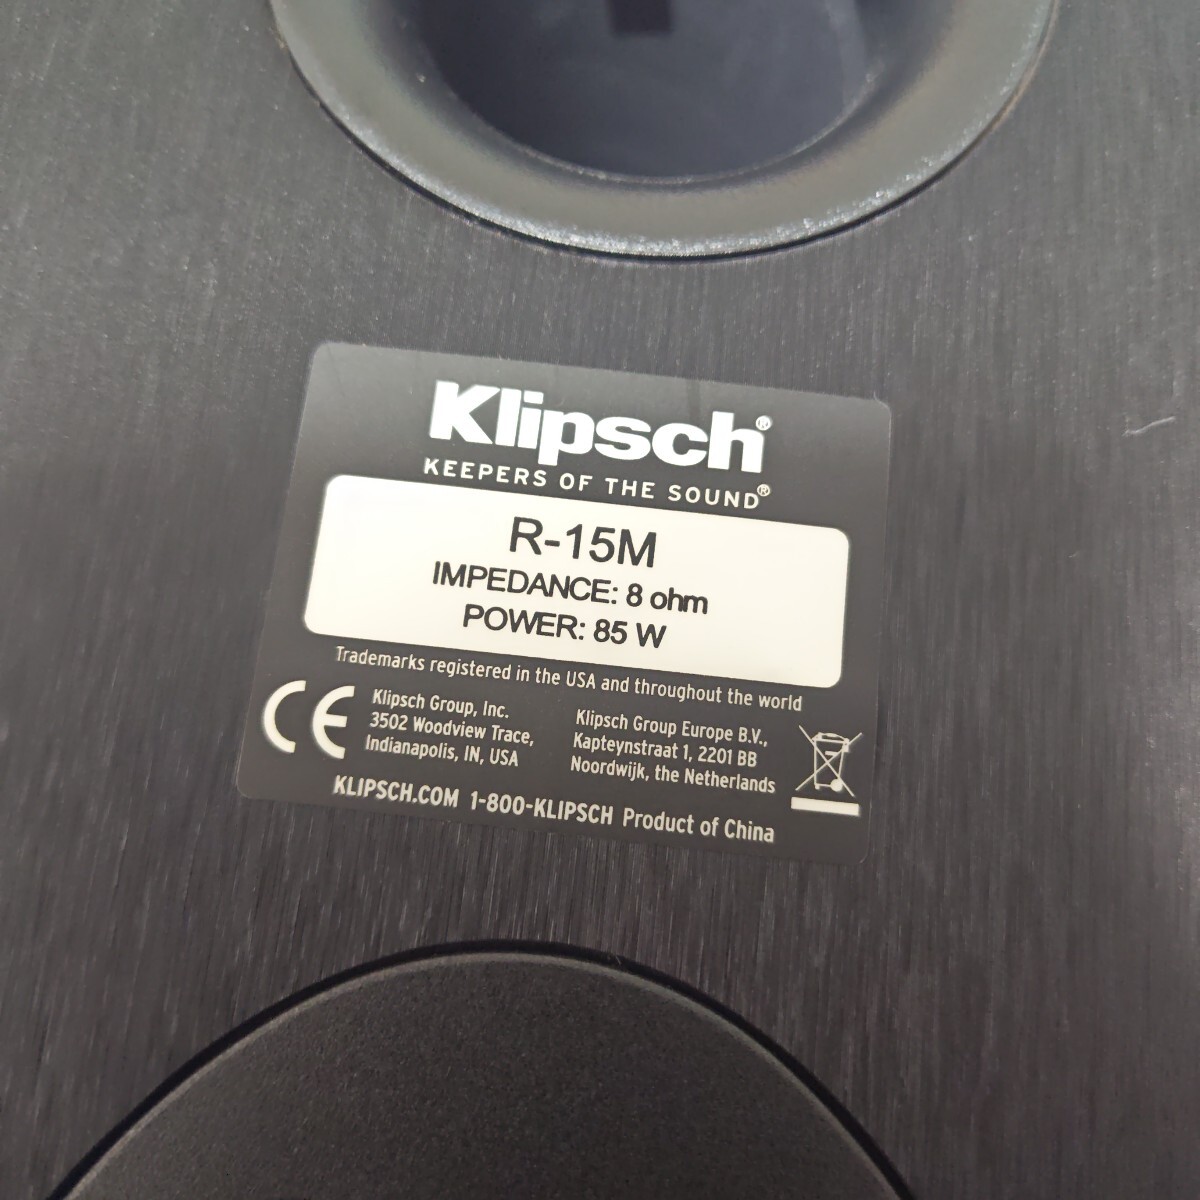 Klipsch®
KEEPERS OF THE SOUND®
R-15M
IMPEDANCE: 8 ohm
POWER: 85 W
Trademarks registered in the USA and throughout the world
CE
Klipsch Group, Inc.
3502 Woodview Trace,
Indianapolis, IN, USA
Klipsch Group Europe B.V.,
Kapteynstraat 1, 2201 BB
Noordwijk, the Netherlands
KLIPSCH.COM 1-800-KLIPSCH Product of China